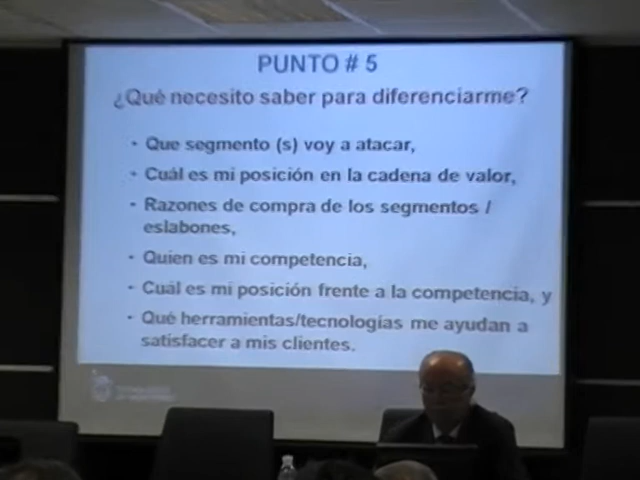 PUNTO # 5
¿Qué necesito saber para diferenciarme?
• Que segmento (s) voy a atacar,
• Cuál es mi posición en la cadena de valor,
• Razones de compra de los segmentos /
eslabones,
• Quien es mi competencia,
• Cuál es mi posición frente a la competencia, y
• Qué herramientas/tecnologías me ayudan a
satisfacer a mis clientes.